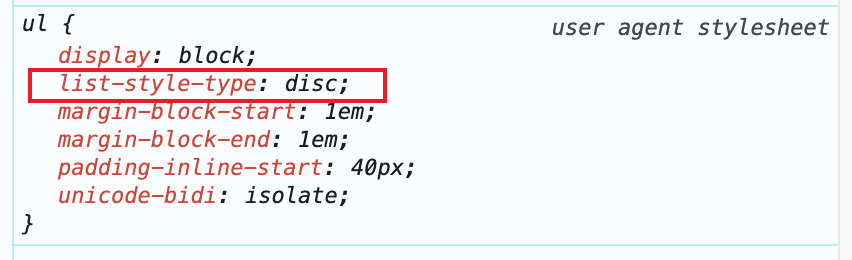 ul {
user agent stylesheet
display: block;
list-style-type: disc;
margin-block-start: 1em;
margin-block-end: 1em;
padding-inline-start: 40px;
unicode-bidi: isolate;
}